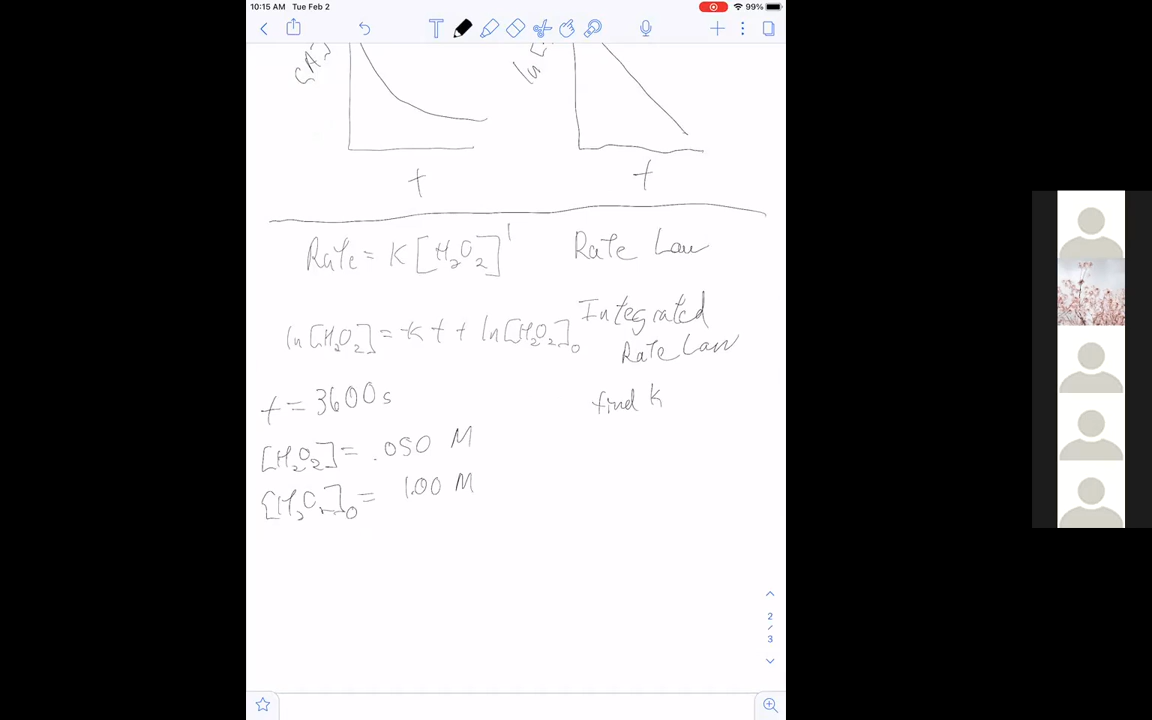 10:15 AM Tue Feb 2
99%
[A]
ln [
t
t
Rate = K [H₂O₂]¹ Rate Law
ln[H₂O₂] = -Kt + ln[H₂O₂]₀ Integrated
Rate Law
t = 3600 s
find K
[H₂O₂] = .050 M
[H₂O₂]₀ = 1.00 M
2
/
3